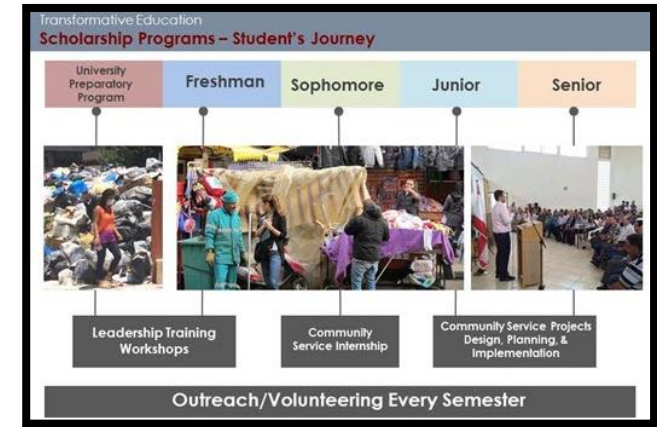 Transformative Education
Scholarship Programs – Student's Journey
University
Preparatory
Program
Freshman
Sophomore
Junior
Senior
Leadership Training
Workshops
Community
Service Internship
Community Service Projects
Design, Planning, &
Implementation
Outreach/Volunteering Every Semester